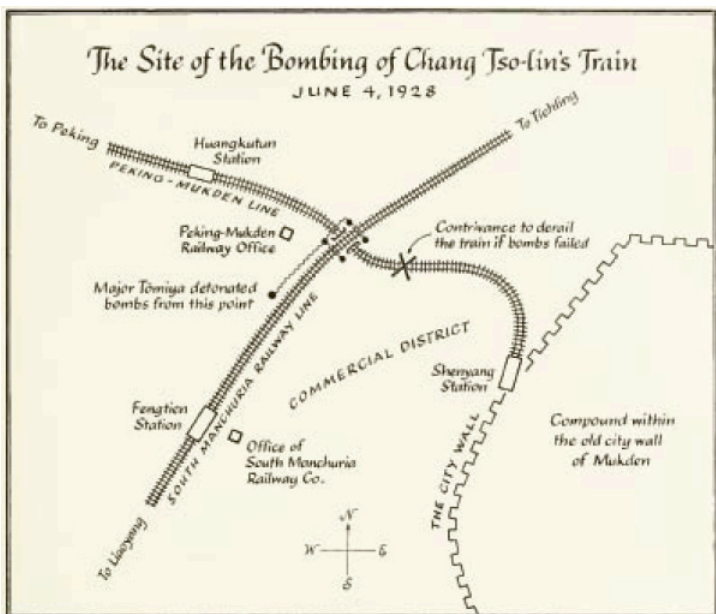 The Site of the Bombing of Chang Tso-lin's Train
JUNE 4, 1928
To Peking
To Tiehling
Huangkutun
Station
PEKING-MUKDEN LINE
Peking-Mukden
Railway Office
Contrivance to derail
the train if bombs failed
Major Tōmiya detonated
bombs from this point
SOUTH MANCHURIA RAILWAY LINE
COMMERCIAL DISTRICT
Shenyang
Station
Fengtien
Station
Office of
South Manchuria
Railway Co.
THE CITY WALL
Compound within
the old city wall
of Mukden
To Liaoyang
N
W E
S